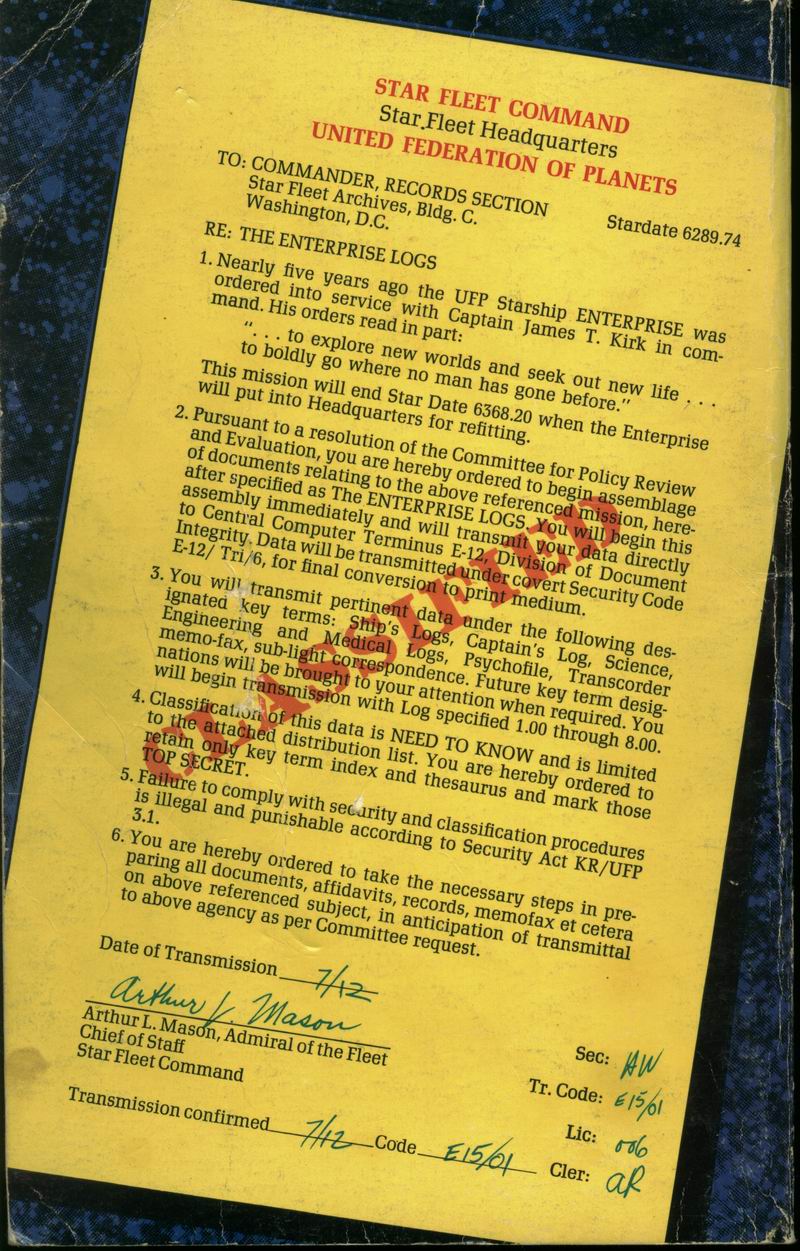 STAR FLEET COMMAND
Star Fleet Headquarters
UNITED FEDERATION OF PLANETS
TO: COMMANDER, RECORDS SECTION
Star Fleet Archives, Bldg. C.
Washington, D.C.
Stardate 6289.74
RE: THE ENTERPRISE LOGS
1. Nearly five years ago the UFP Starship ENTERPRISE was
ordered into service with Captain James T. Kirk in com-
mand. His orders read in part:
". . . to explore new worlds and seek out new life . . .
to boldly go where no man has gone before."
This mission will end Star Date 6368.20 when the Enterprise
will put into Headquarters for refitting.
2. Pursuant to a resolution of the Committee for Policy Review
and Evaluation, you are hereby ordered to begin assemblage
of documents relating to the above referenced mission, here-
after specified as The ENTERPRISE LOGS. You will begin this
assembly immediately and will transmit your data directly
to Central Computer Terminus E-12, Division of Document
Integrity. Data will be transmitted under covert Security Code
E-12/ Tri/6, for final conversion to print medium.
3. You will transmit pertinent data under the following des-
ignated key terms: Ship's Logs, Captain's Log, Science,
Engineering and Medical Logs, Psychofile, Transcorder
memo-fax, sub-light correspondence. Future key term desig-
nations will be brought to your attention when required. You
will begin transmission with Log specified 1.00 through 8.00.
4. Classification of this data is NEED TO KNOW and is limited
to the attached distribution list. You are hereby ordered to
retain only key term index and thesaurus and mark those
TOP SECRET.
CLASSIFIED
5. Failure to comply with security and classification procedures
is illegal and punishable according to Security Act KR/UFP
3.1.
6. You are hereby ordered to take the necessary steps in pre-
paring all documents, affidavits, records, memofax et cetera
on above referenced subject, in anticipation of transmittal
to above agency as per Committee request.
Date of Transmission 7/12
Arthur L. Mason
Arthur L. Mason, Admiral of the Fleet
Chief of Staff
Star Fleet Command
Transmission confirmed 7/12 Code E15/01
Sec: AW
Tr. Code: E15/01
Lic: 006
Cler: aR